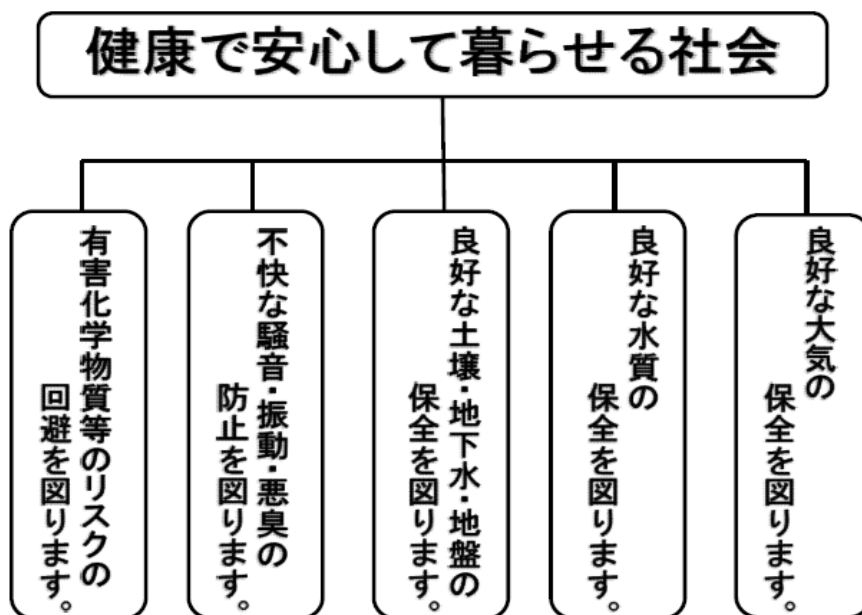 健康で安心して暮らせる社会
良好な大気の
保全を図ります。
良好な水質の
保全を図ります。
良好な土壌・地下水・地盤の
保全を図ります。
不快な騒音・振動・悪臭の
防止を図ります。
有害化学物質等のリスクの
回避を図ります。